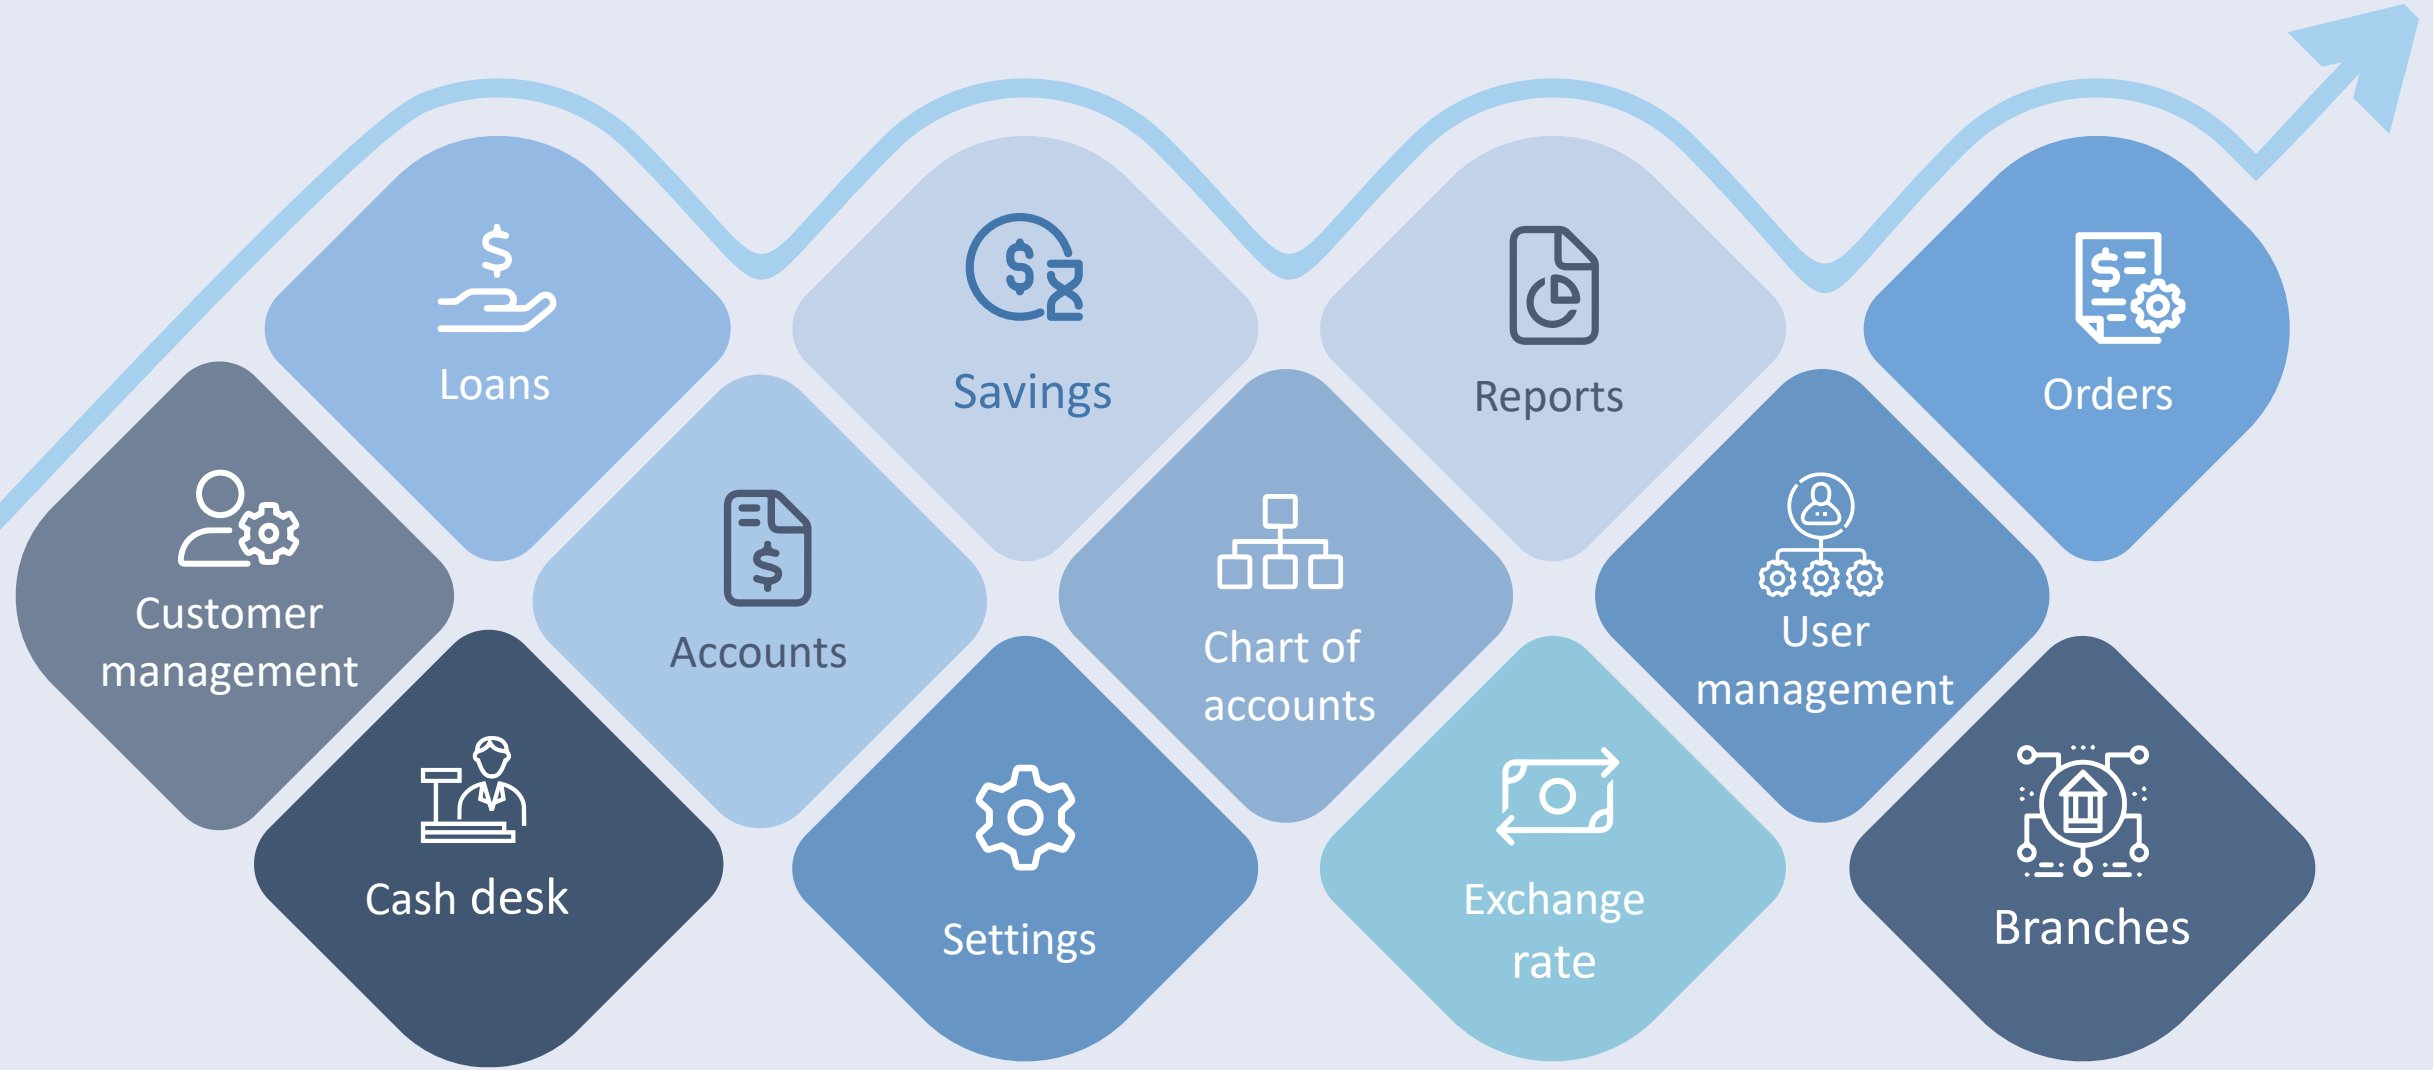 Loans
Savings
Reports
Orders
Customer
management
Accounts
Chart of
accounts
User
management
Cash desk
Settings
Exchange
rate
Branches